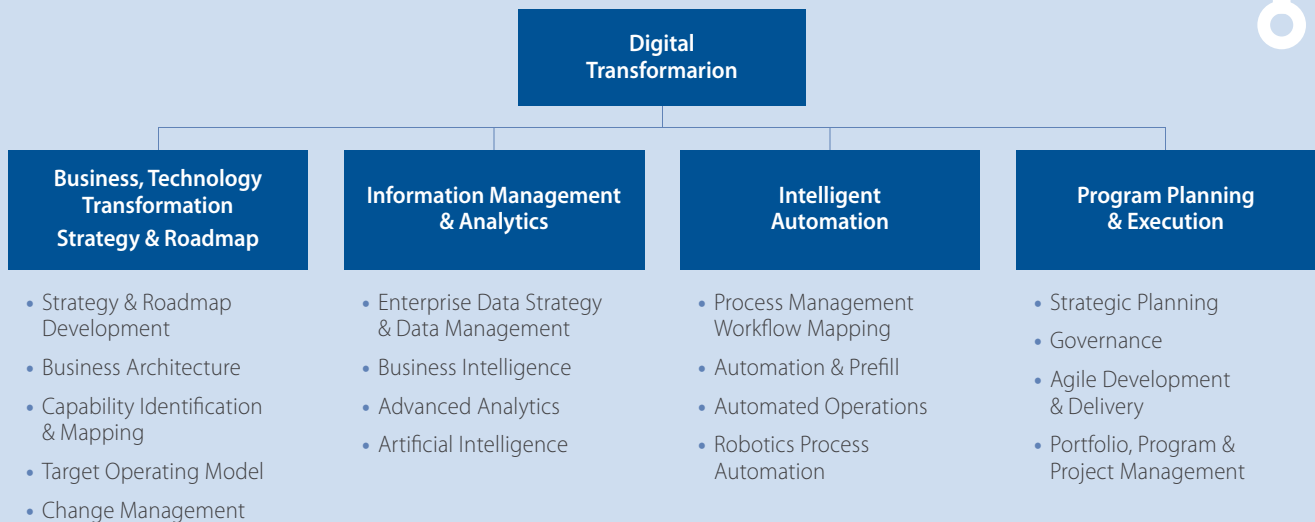 Digital
Transformarion
Business, Technology
Transformation
Strategy & Roadmap
• Strategy & Roadmap
Development
• Business Architecture
• Capability Identification
& Mapping
• Target Operating Model
• Change Management
Information Management
& Analytics
• Enterprise Data Strategy
& Data Management
• Business Intelligence
• Advanced Analytics
• Artificial Intelligence
Intelligent
Automation
• Process Management
Workflow Mapping
• Automation & Prefill
• Automated Operations
• Robotics Process
Automation
Program Planning
& Execution
• Strategic Planning
• Governance
• Agile Development
& Delivery
• Portfolio, Program &
Project Management